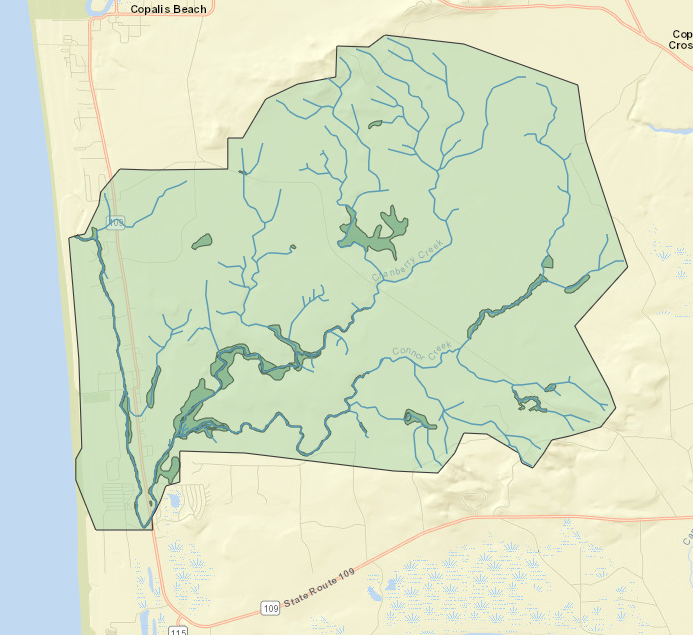 Copalis Beach
Cop
Cros
109
Cranberry Creek
Connor Creek
State Route 109
109
115